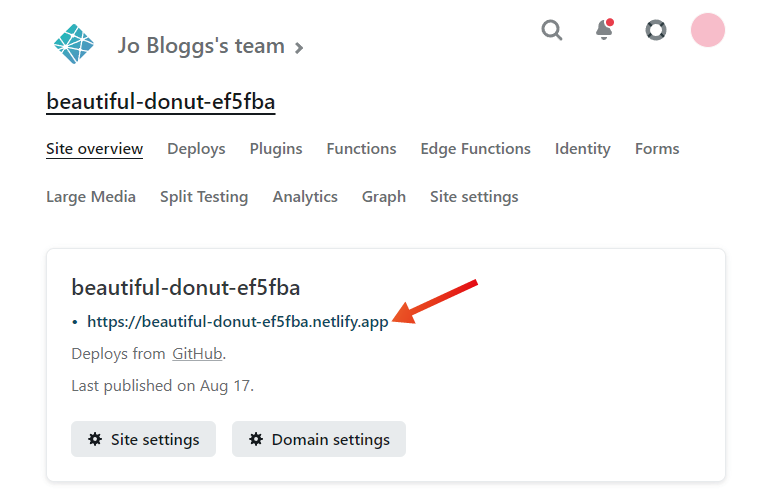 Jo Bloggs's team
beautiful-donut-ef5fba
Site overview Deploys Plugins Functions Edge Functions Identity Forms
Large Media Split Testing Analytics Graph Site settings
beautiful-donut-ef5fba
• https://beautiful-donut-ef5fba.netlify.app
Deploys from GitHub.
Last published on Aug 17.
Site settings Domain settings